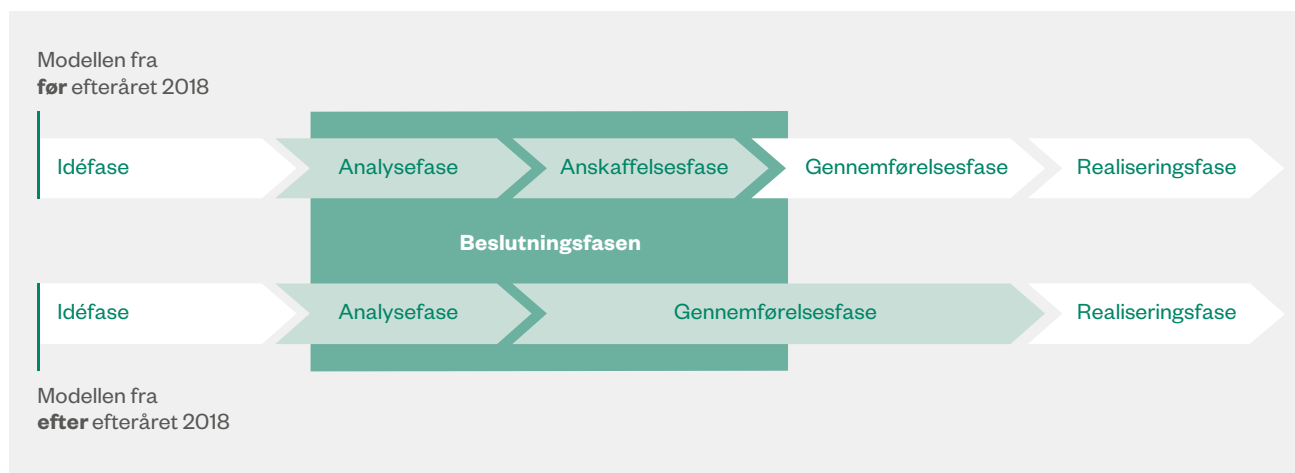 Modellen fra
før efteråret 2018
Idéfase
Analysefase
Anskaffelsesfase
Gennemførelsesfase
Realiseringsfase
Beslutningsfasen
Idéfase
Analysefase
Gennemførelsesfase
Realiseringsfase
Modellen fra
efter efteråret 2018